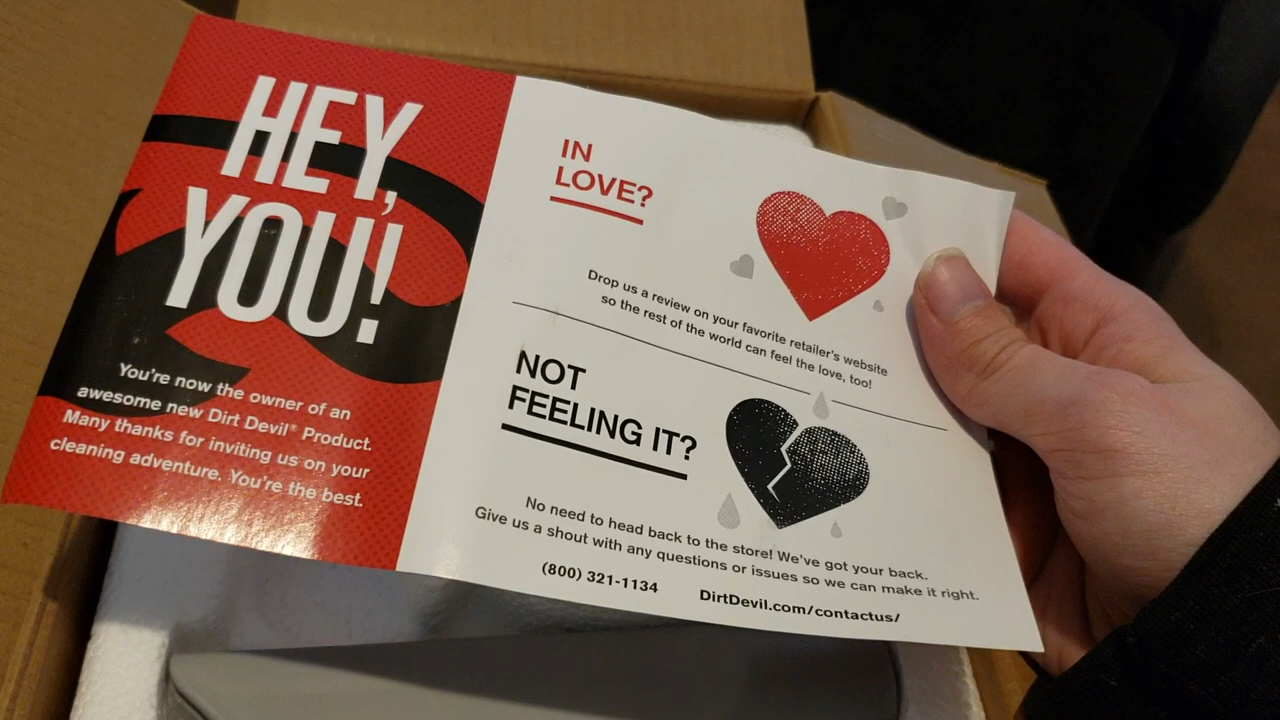 HEY,
YOU!
You're now the owner of an
awesome new Dirt Devil® Product.
Many thanks for inviting us on your
cleaning adventure. You're the best.
IN
LOVE?
Drop us a review on your favorite retailer's website
so the rest of the world can feel the love, too!
NOT
FEELING IT?
No need to head back to the store! We've got your back.
Give us a shout with any questions or issues so we can make it right.
(800) 321-1134 DirtDevil.com/contactus/